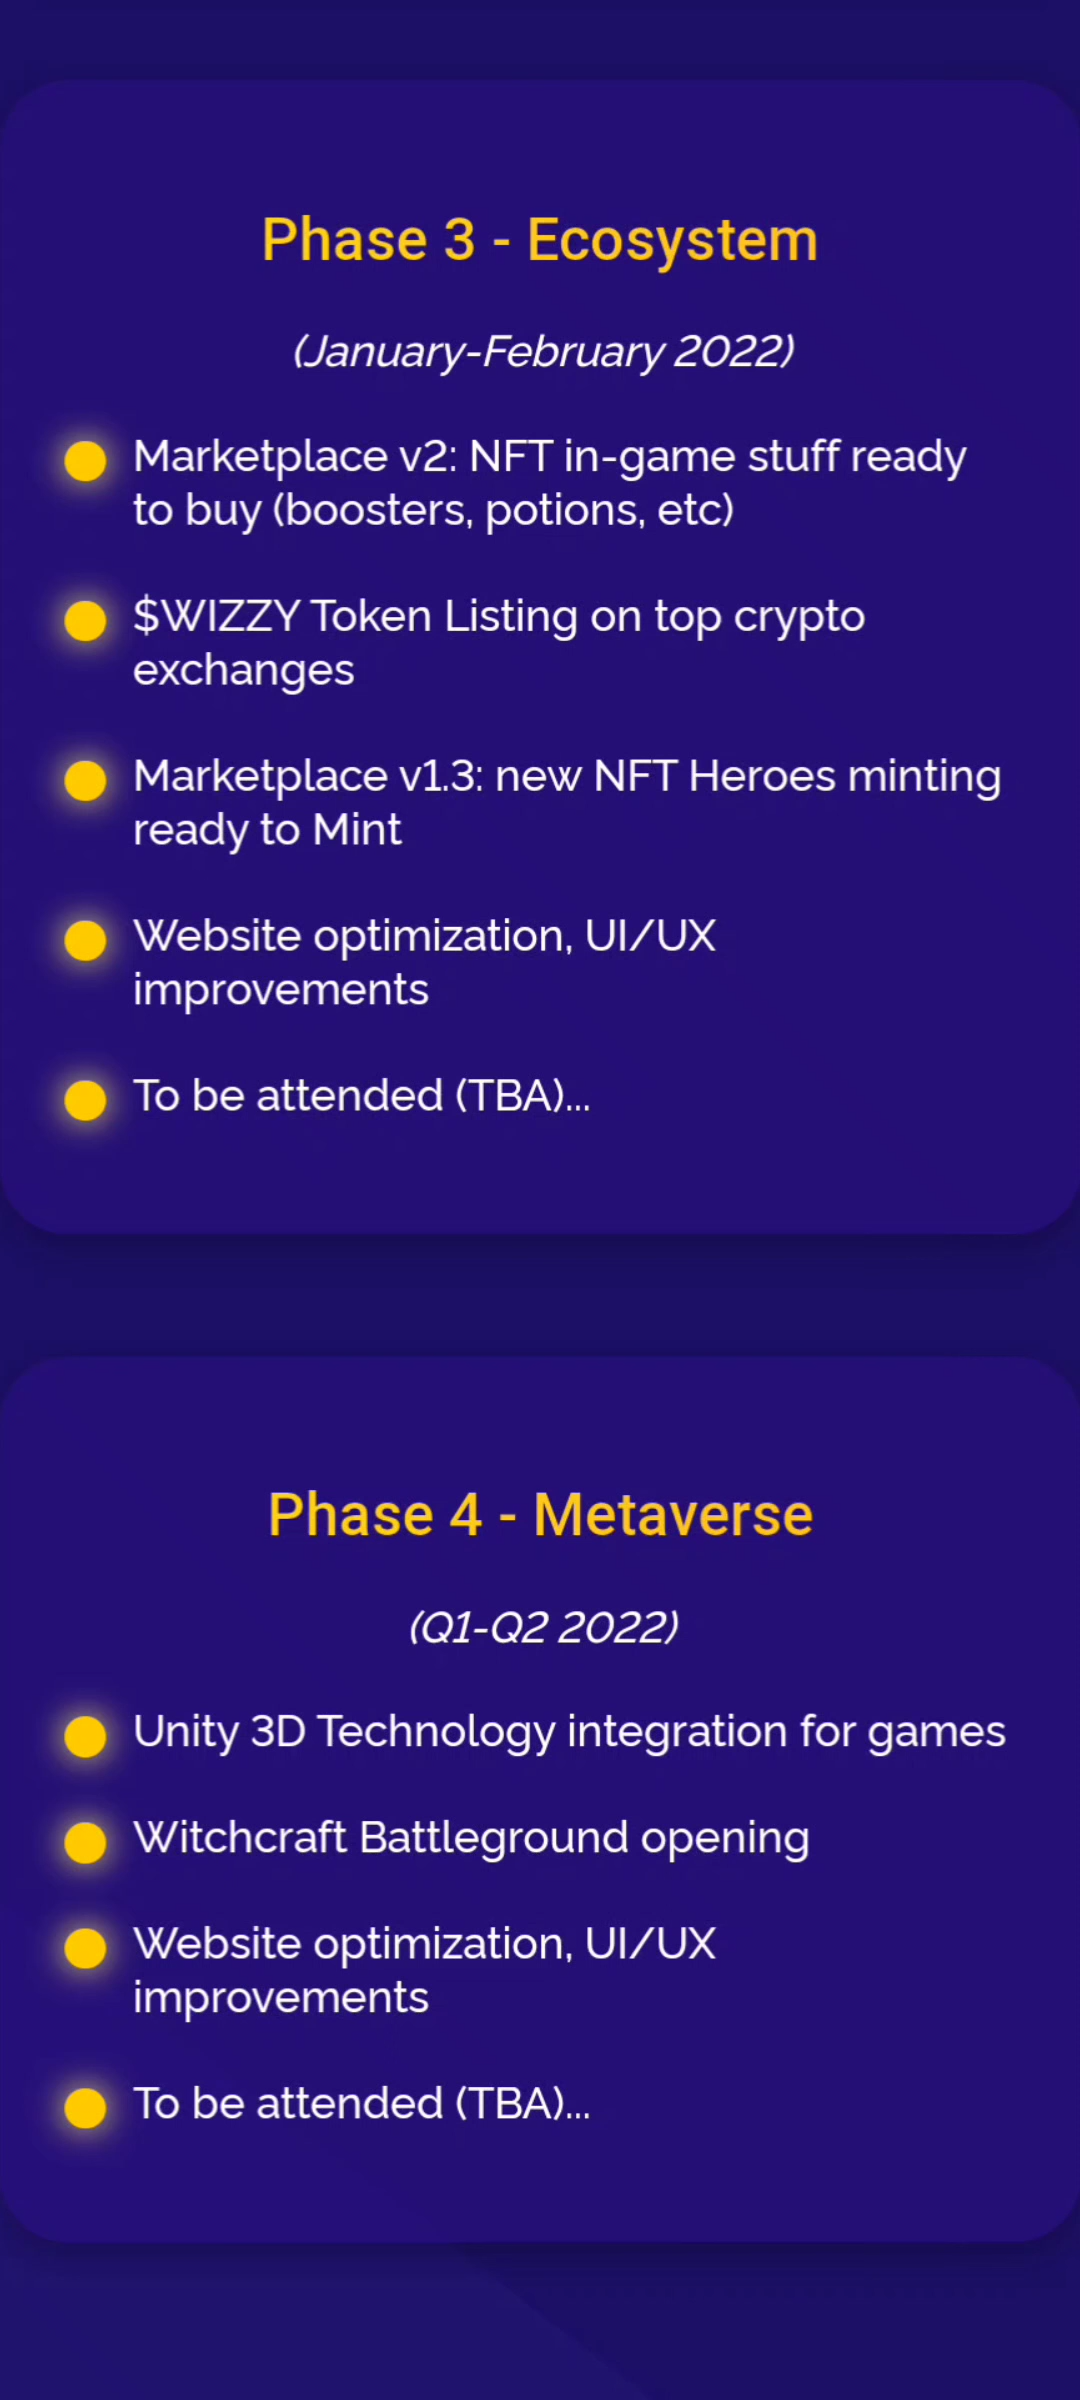 Phase 3 - Ecosystem
(January-February 2022)
Marketplace v2: NFT in-game stuff ready
to buy (boosters, potions, etc)
$WIZZY Token Listing on top crypto
exchanges
Marketplace v1.3: new NFT Heroes minting
ready to Mint
Website optimization, UI/UX
improvements
To be attended (TBA)...
Phase 4 - Metaverse
(Q1-Q2 2022)
Unity 3D Technology integration for games
Witchcraft Battleground opening
Website optimization, UI/UX
improvements
To be attended (TBA)...